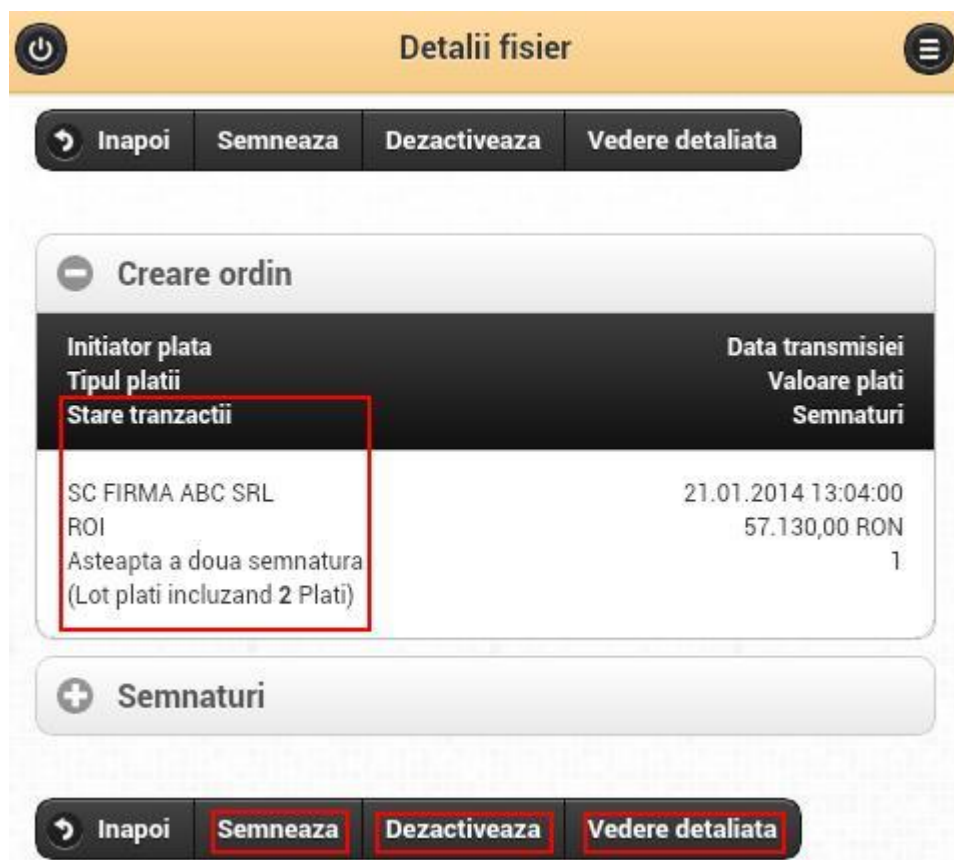 Detalii fisier
Inapoi Semneaza Dezactiveaza Vedere detaliata
Creare ordin
Initiator plata Data transmisiei
Tipul platii Valoare plati
Stare tranzactii Semnaturi
SC FIRMA ABC SRL 21.01.2014 13:04:00
ROI 57.130,00 RON
Asteapta a doua semnatura 1
(Lot plati incluzand 2 Plati)
Semnaturi
Inapoi Semneaza Dezactiveaza Vedere detaliata